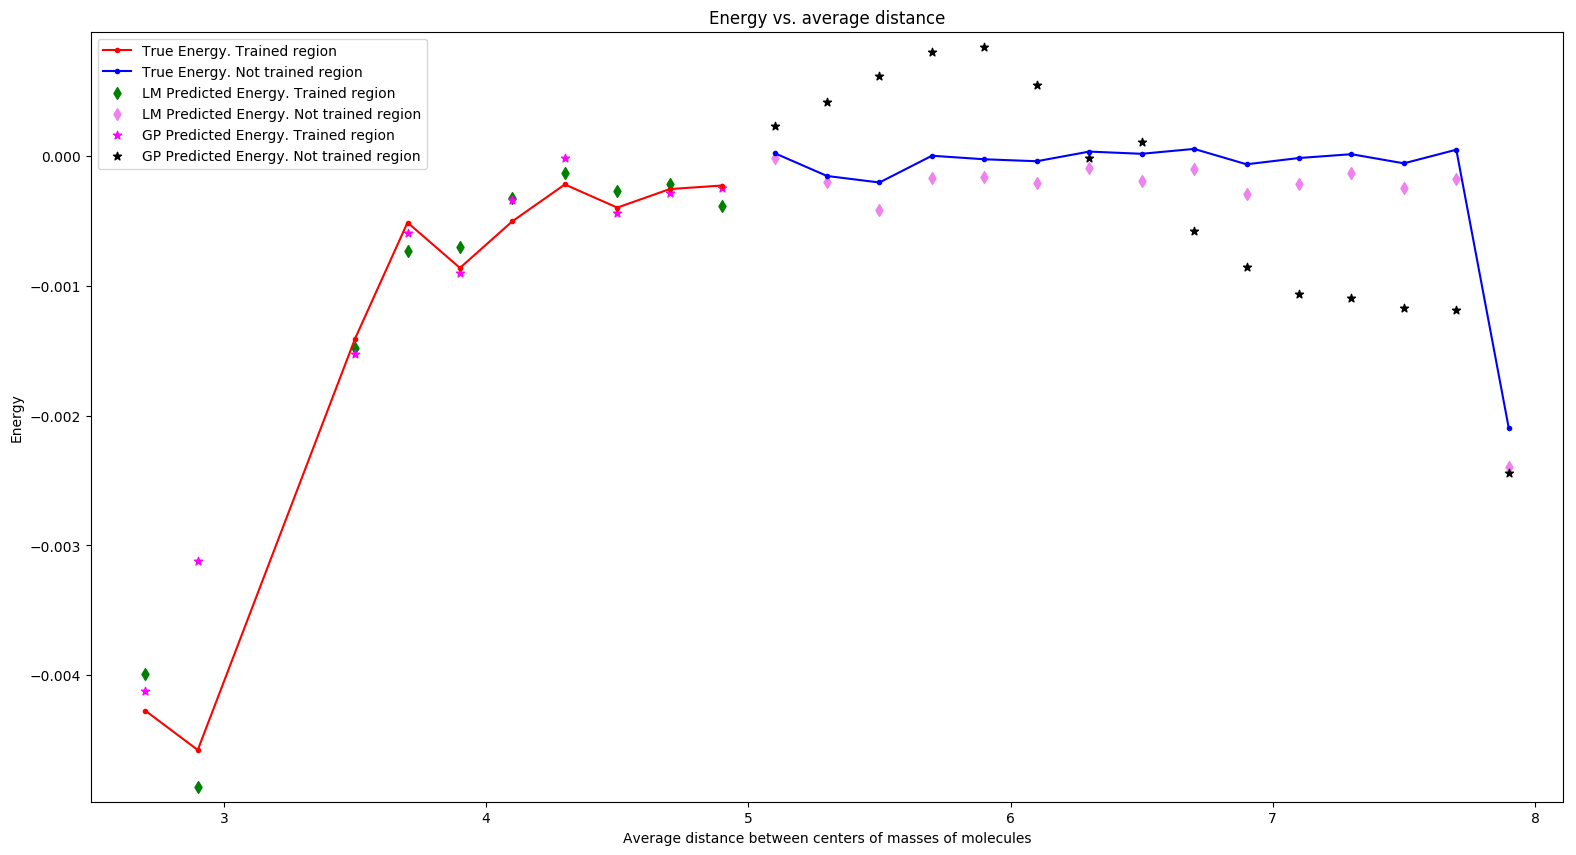 Energy vs. average distance
True Energy. Trained region
True Energy. Not trained region
LM Predicted Energy. Trained region
LM Predicted Energy. Not trained region
GP Predicted Energy. Trained region
GP Predicted Energy. Not trained region
0.000
−0.001
−0.002
−0.003
−0.004
Energy
3 4 5 6 7 8
Average distance between centers of masses of molecules